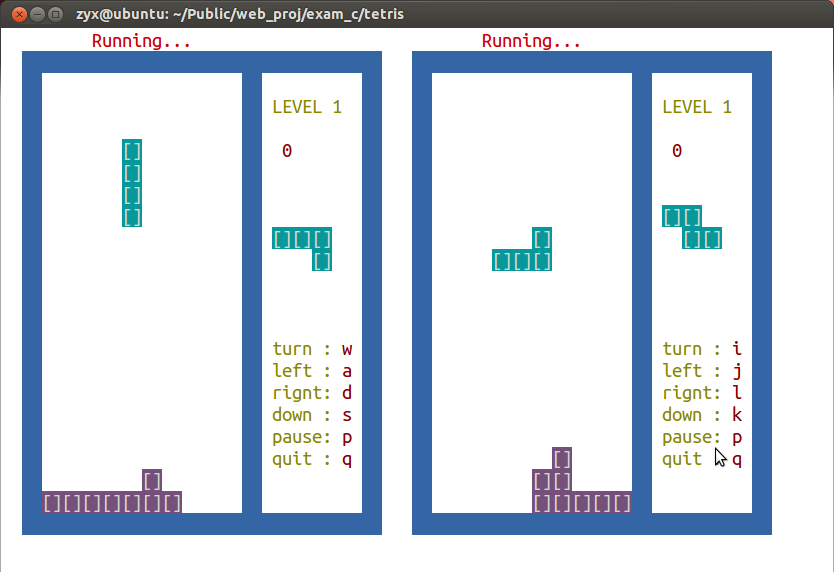 zyx@ubuntu: ~/Public/web_proj/exam_c/tetris
Running...
[]
[]
[]
[]
[]
[][][][][][][]
LEVEL 1
0
[][][]
[]
turn : w
left : a
rignt: d
down : s
pause: p
quit : q
Running...
[]
[][][]
[]
[][]
[][][][][]
LEVEL 1
0
[][]
[][]
turn : i
left : j
rignt: l
down : k
pause: p
quit q